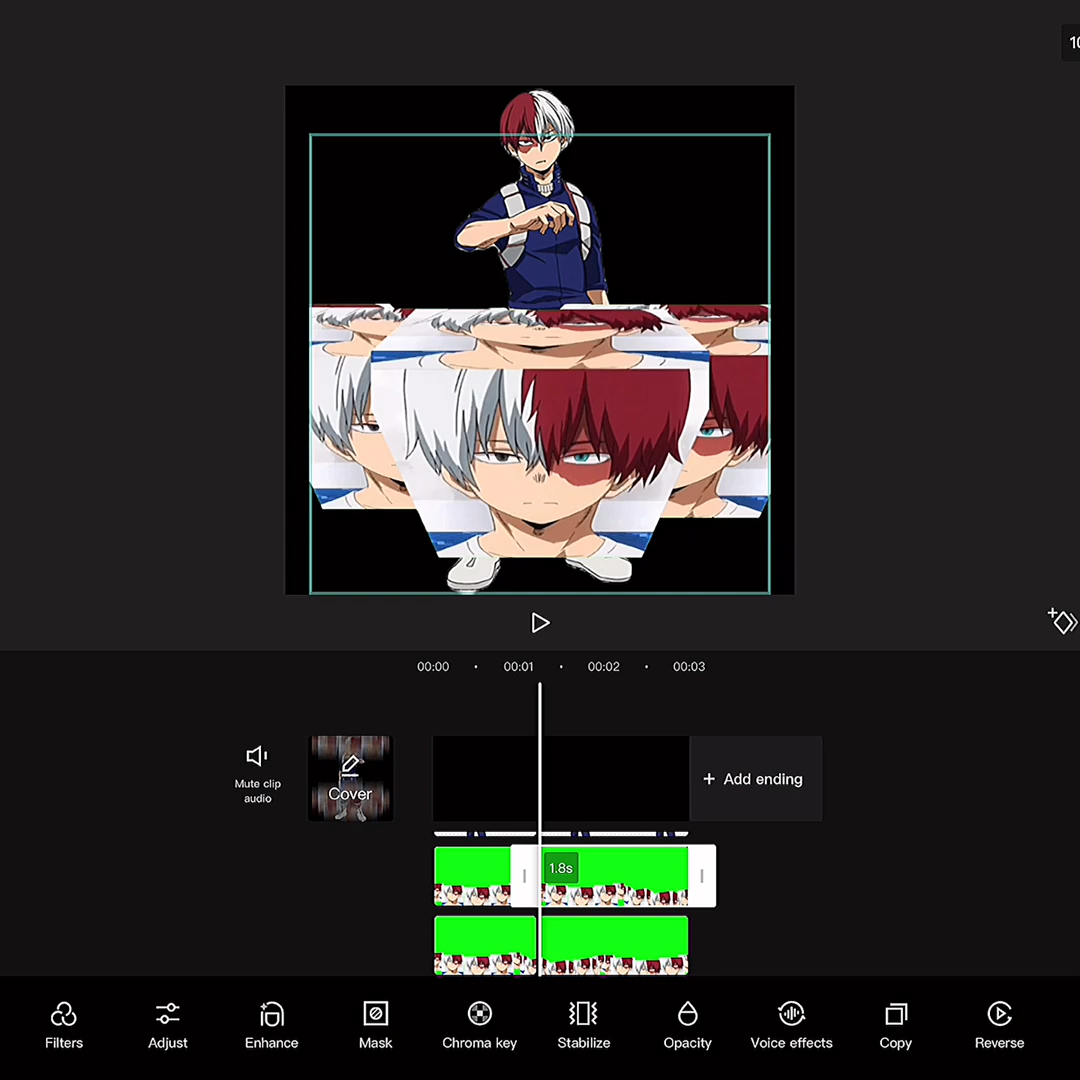 10
00:00
00:01
00:02
00:03
Mute clip
audio
Cover
+ Add ending
1.8s
Filters
Adjust
Enhance
Mask
Chroma key
Stabilize
Opacity
Voice effects
Copy
Reverse